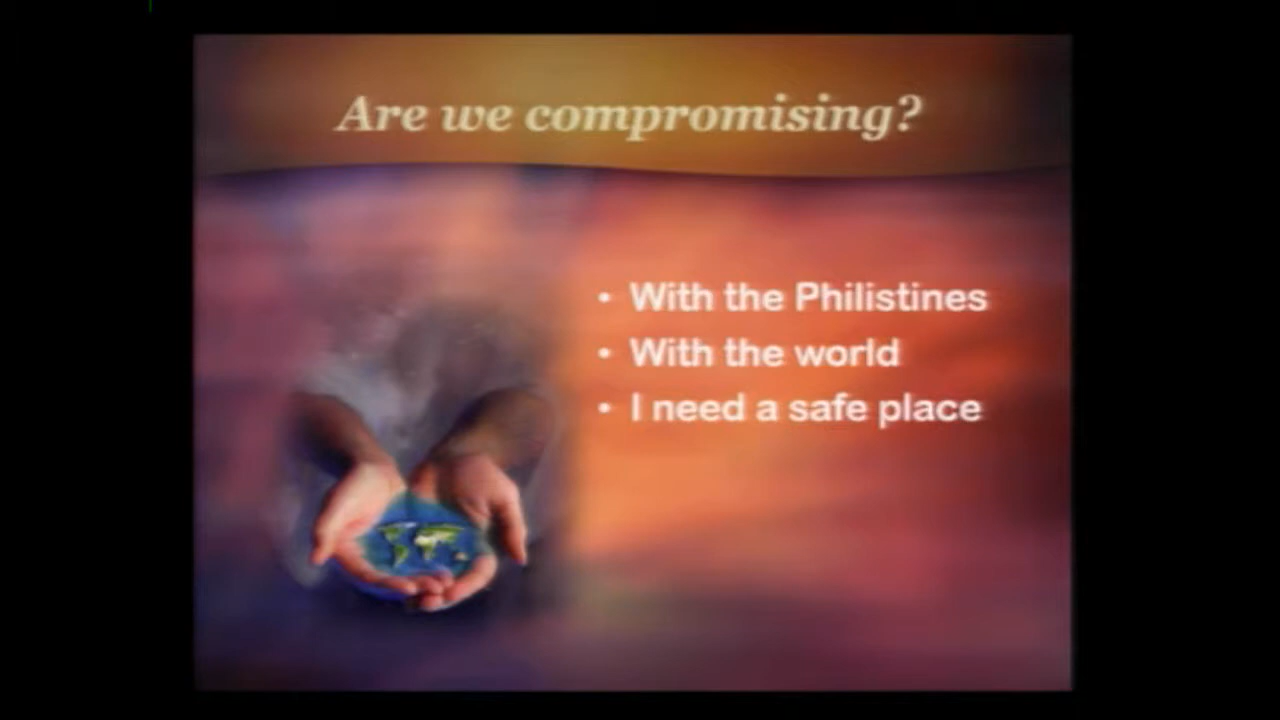 Are we compromising?
• With the Philistines
• With the world
• I need a safe place